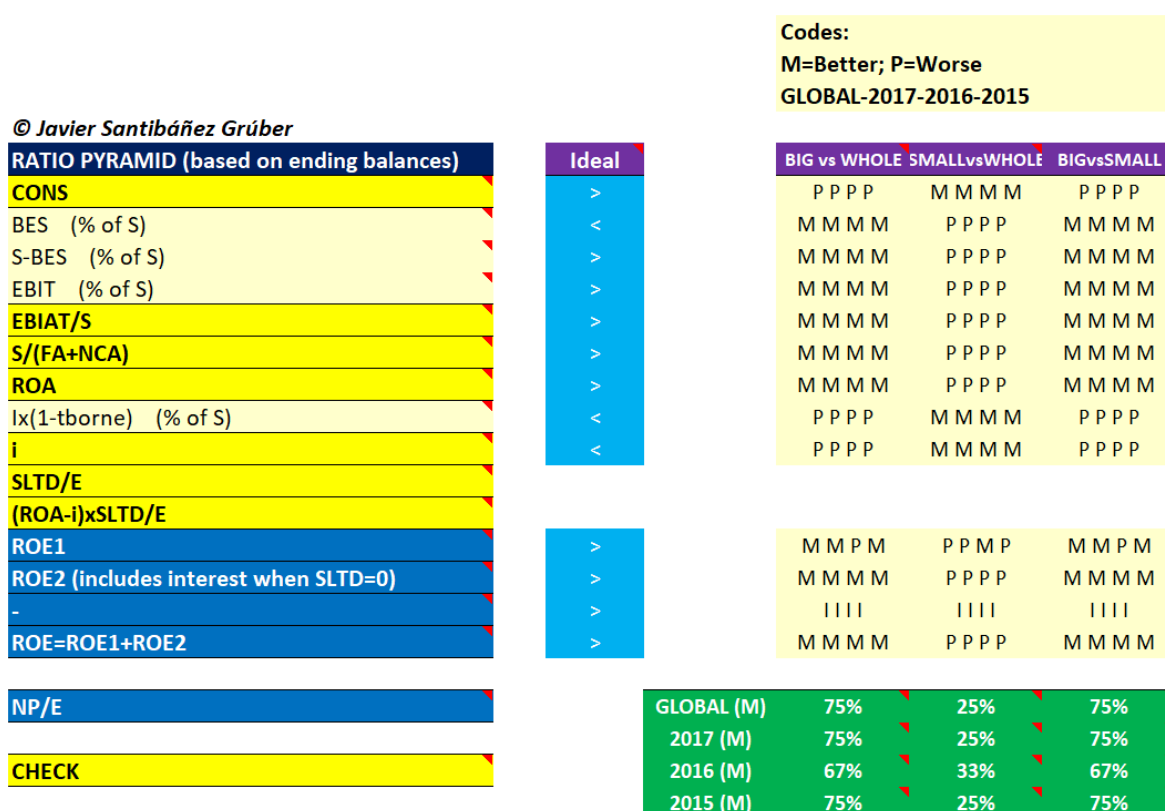 Codes:
M=Better; P=Worse
GLOBAL-2017-2016-2015
© Javier Santibáñez Grúber
RATIO PYRAMID (based on ending balances) Ideal BIG vs WHOLE SMALLvsWHOLE BIGvsSMALL
CONS > P P P P M M M M P P P P
BES (% of S) < M M M M P P P P M M M M
S-BES (% of S) > M M M M P P P P M M M M
EBIT (% of S) > M M M M P P P P M M M M
EBIAT/S > M M M M P P P P M M M M
S/(FA+NCA) > M M M M P P P P M M M M
ROA > M M M M P P P P M M M M
Ix(1-tborne) (% of S) < P P P P M M M M P P P P
i < P P P P M M M M P P P P
SLTD/E
(ROA-i)xSLTD/E
ROE1 > M M P M P P M P M M P M
ROE2 (includes interest when SLTD=0) > M M M M P P P P M M M M
- > I I I I I I I I I I I I
ROE=ROE1+ROE2 > M M M M P P P P M M M M
NP/E GLOBAL (M) 75% 25% 75%
2017 (M) 75% 25% 75%
CHECK 2016 (M) 67% 33% 67%
2015 (M) 75% 25% 75%